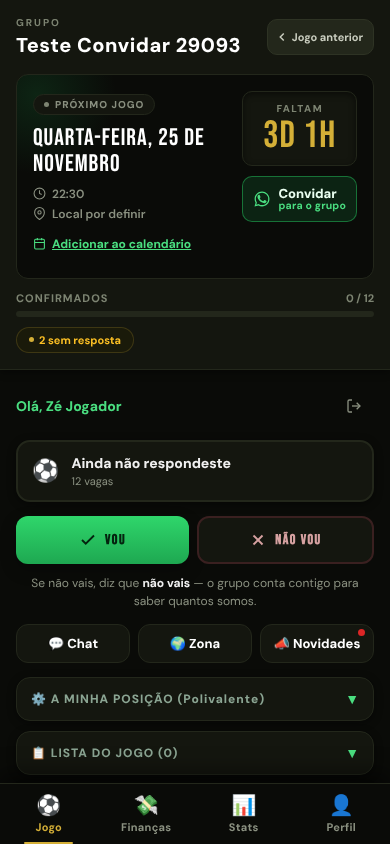 GRUPO
Teste Convidar 29093
Jogo anterior
PRÓXIMO JOGO
QUARTA-FEIRA, 25 DE
NOVEMBRO
22:30
Local por definir
Adicionar ao calendário
FALTAM
3D 1H
Convidar
para o grupo
CONFIRMADOS
0 / 12
2 sem resposta
Olá, Zé Jogador
Ainda não respondeste
12 vagas
VOU
NÃO VOU
Se não vais, diz que não vais — o grupo conta contigo para
saber quantos somos.
Chat
Zona
Novidades
A MINHA POSIÇÃO (Polivalente)
LISTA DO JOGO (0)
Jogo
Finanças
Stats
Perfil